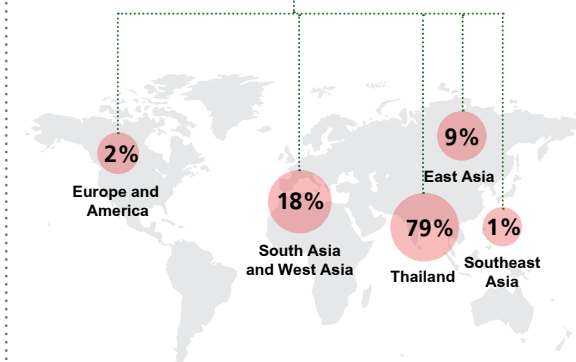 2%
Europe and
America
18%
South Asia
and West Asia
79%
Thailand
9%
East Asia
1%
Southeast
Asia